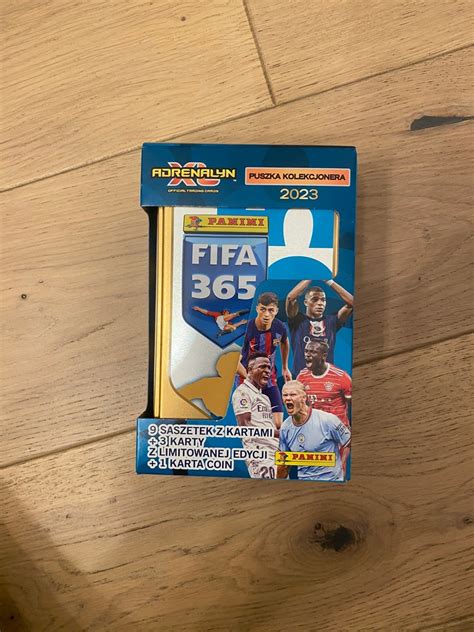 ADRENALYN
XL™
OFFICIAL TRADING CARDS
PUSZKA KOLEKCJONERA
2023
PANINI
FIFA
365
9 SASZETEK Z KARTAMI
+3 KARTY
Z LIMITOWANEJ EDYCJI
+1 KARTA COIN
PANINI